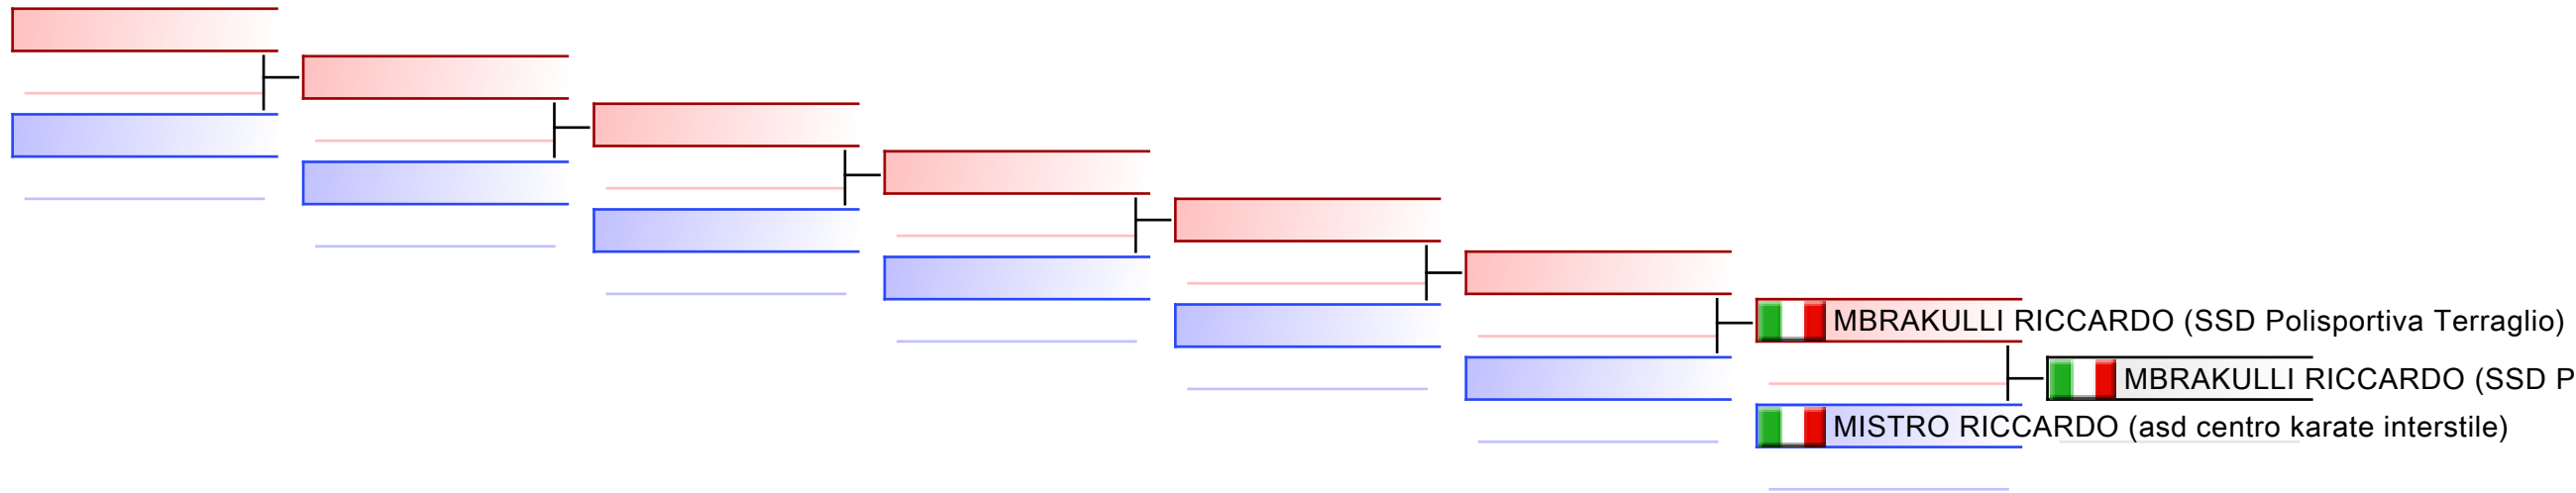 MBRAKULLI RICCARDO (SSD Polisportiva Terraglio)
MBRAKULLI RICCARDO (SSD P
MISTRO RICCARDO (asd centro karate interstile)